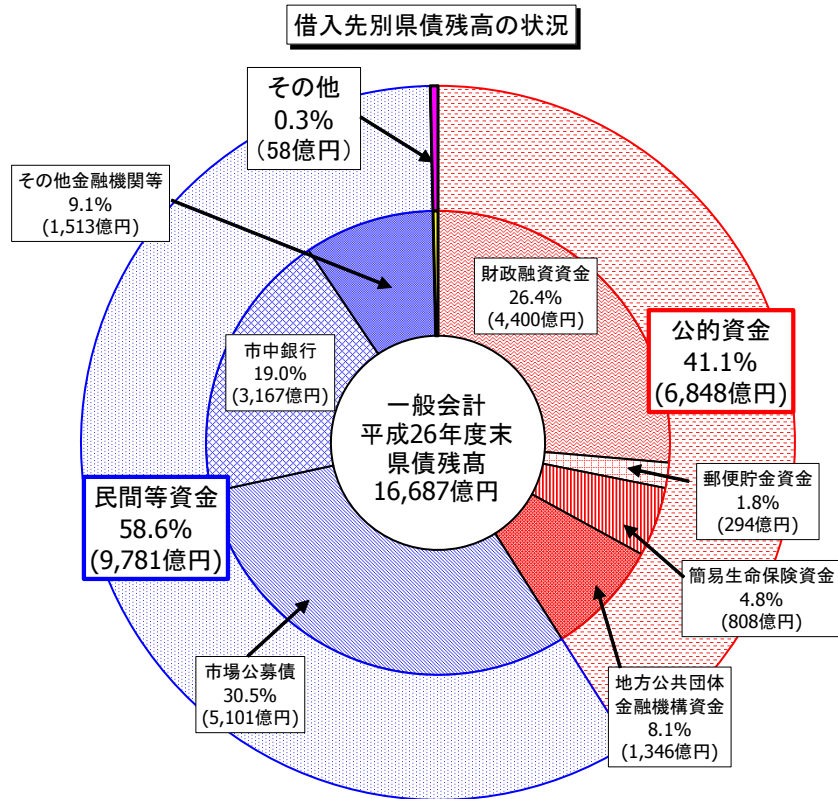 借入先別県債残高の状況
その他
0.3%
(58億円)
その他金融機関等
9.1%
(1,513億円)
財政融資資金
26.4%
(4,400億円)
公的資金
41.1%
(6,848億円)
市中銀行
19.0%
(3,167億円)
一般会計
平成26年度末
県債残髙
16,687億円
郵便貯金資金
1.8%
(294億円)
民間等資金
58.6%
(9,781億円)
簡易生命保険資金
4.8%
(808億円)
市場公募債
30.5%
(5,101億円)
地方公共団体
金融機構資金
8.1%
(1,346億円)